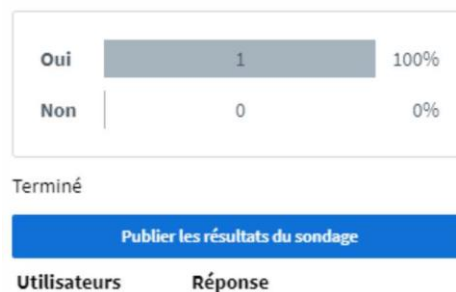 Oui 1 100%
Non 0 0%
Terminé
Publier les résultats du sondage
Utilisateurs Réponse